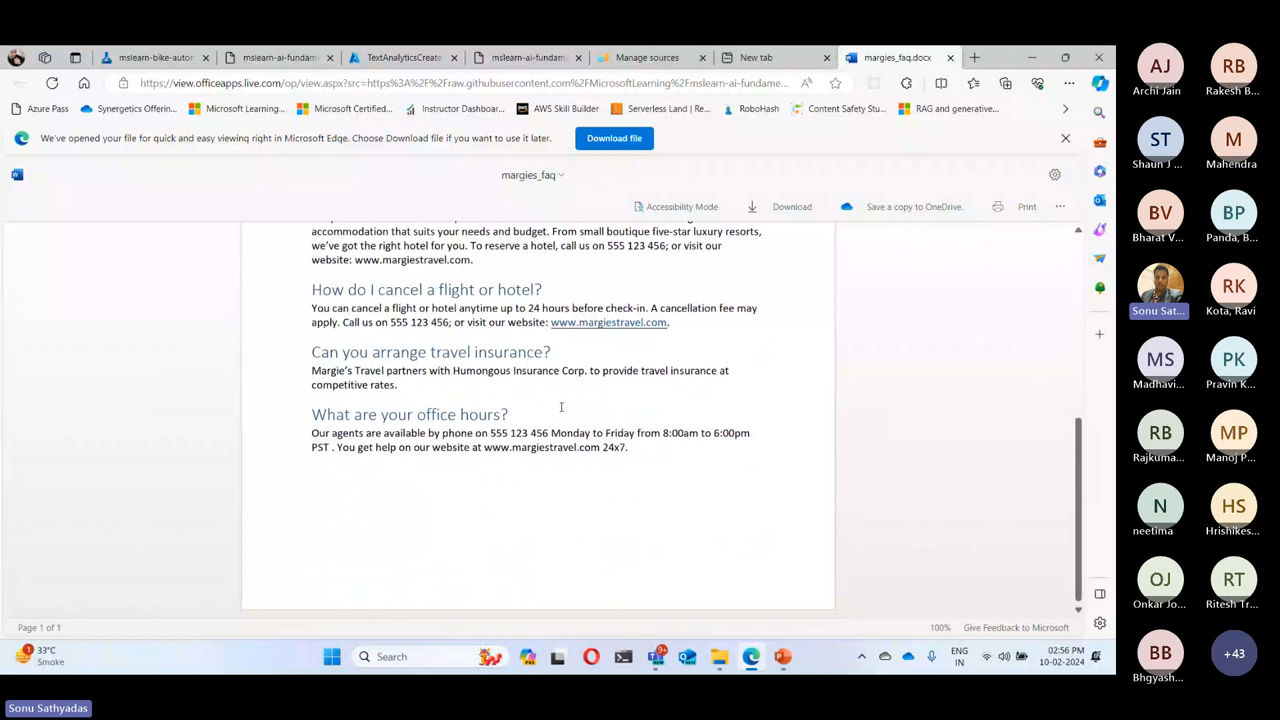 mslearn-bike-autor
mslearn-ai-fundam
TextAnalyticsCreate
mslearn-ai-fundam
Manage sources
New tab
margies_faq.docx
https://view.officeapps.live.com/op/view.aspx?src=https%3A%2F%2Fraw.githubusercontent.com%2FMicrosoftLearning%2Fmslearn-ai-fundame...
Azure Pass
Synergetics Offerin...
Microsoft Learning...
Microsoft Certified...
Instructor Dashboar...
AWS Skill Builder
Serverless Land | Re...
RoboHash
Content Safety Stu...
RAG and generative...
We've opened your file for quick and easy viewing right in Microsoft Edge. Choose Download file if you want to use it later.
Download file
margies_faq
Accessibility Mode
Download
Save a copy to OneDrive.
Print
accommodation that suits your needs and budget. From small boutique five-star luxury resorts,
we've got the right hotel for you. To reserve a hotel, call us on 555 123 456; or visit our
website: www.margiestravel.com.
How do I cancel a flight or hotel?
You can cancel a flight or hotel anytime up to 24 hours before check-in. A cancellation fee may
apply. Call us on 555 123 456; or visit our website: www.margiestravel.com.
Can you arrange travel insurance?
Margie's Travel partners with Humongous Insurance Corp. to provide travel insurance at
competitive rates.
What are your office hours?
Our agents are available by phone on 555 123 456 Monday to Friday from 8:00am to 6:00pm
PST . You get help on our website at www.margiestravel.com 24x7.
Page 1 of 1
100%
Give Feedback to Microsoft
1
33°C
Smoke
Search
9+
ENG
IN
02:56 PM
10-02-2024
AJ
Archi Jain
RB
Rakesh B...
ST
Shaun J ...
M
Mahendra
BV
Bharat V...
BP
Panda, B...
Sonu Sat...
RK
Kota, Ravi
MS
Madhavi...
PK
Pravin K...
RB
Rajkuma...
MP
Manoj P...
N
neetima
HS
Hrishikes...
OJ
Onkar Jo...
RT
Ritesh Tr...
BB
Bhgyash...
+43
Sonu Sathyadas